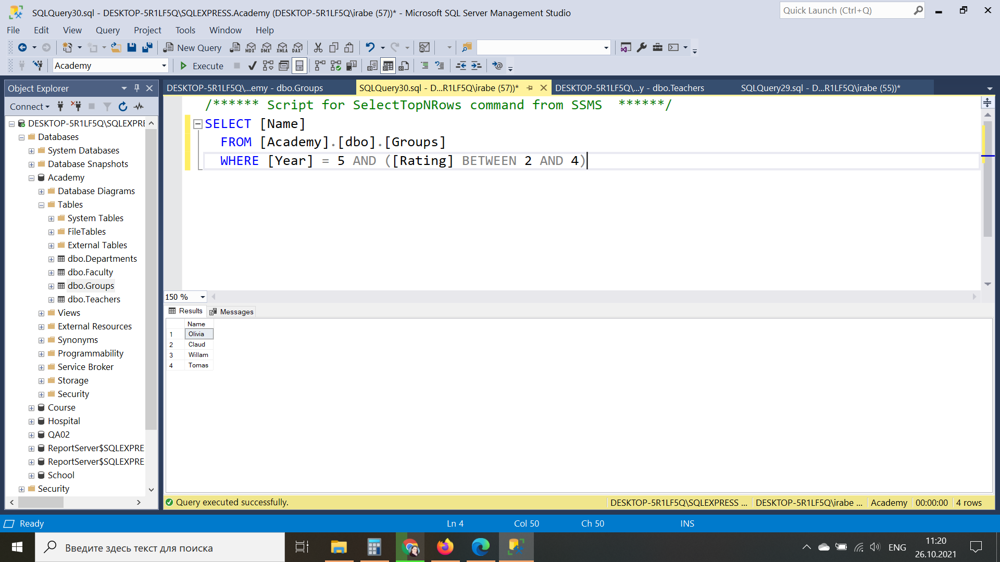 SQLQuery30.sql - DESKTOP-5R1LF5Q\SQLEXPRESS.Academy (DESKTOP-5R1LF5Q\irabe (57))* - Microsoft SQL Server Management Studio
Quick Launch (Ctrl+Q)
File Edit View Query Project Tools Window Help
New Query MDX DMX XMLA DAX
Academy Execute
Object Explorer
DESKTOP-5R1LF5Q\...emy - dbo.Groups SQLQuery30.sql - D...R1LF5Q\irabe (57))* DESKTOP-5R1LF5Q\...y - dbo.Teachers SQLQuery29.sql - D...R1LF5Q\irabe (55))*
Connect
DESKTOP-5R1LF5Q\SQLEXPRE
Databases
System Databases
Database Snapshots
Academy
Database Diagrams
Tables
System Tables
FileTables
External Tables
dbo.Departments
dbo.Faculty
dbo.Groups
dbo.Teachers
Views
External Resources
Synonyms
Programmability
Service Broker
Storage
Security
Course
Hospital
QA02
ReportServer$SQLEXPRE
ReportServer$SQLEXPRE
School
Security
/****** Script for SelectTopNRows command from SSMS ******/
SELECT [Name]
FROM [Academy].[dbo].[Groups]
WHERE [Year] = 5 AND ([Rating] BETWEEN 2 AND 4)
150 %
Results Messages
Name
1 Olivia
2 Claud
3 Willam
4 Tomas
Query executed successfully. DESKTOP-5R1LF5Q\SQLEXPRESS ... DESKTOP-5R1LF5Q\irabe ... Academy 00:00:00 4 rows
Ready Ln 4 Col 50 Ch 50 INS
Введите здесь текст для поиска
ENG
11:20
26.10.2021